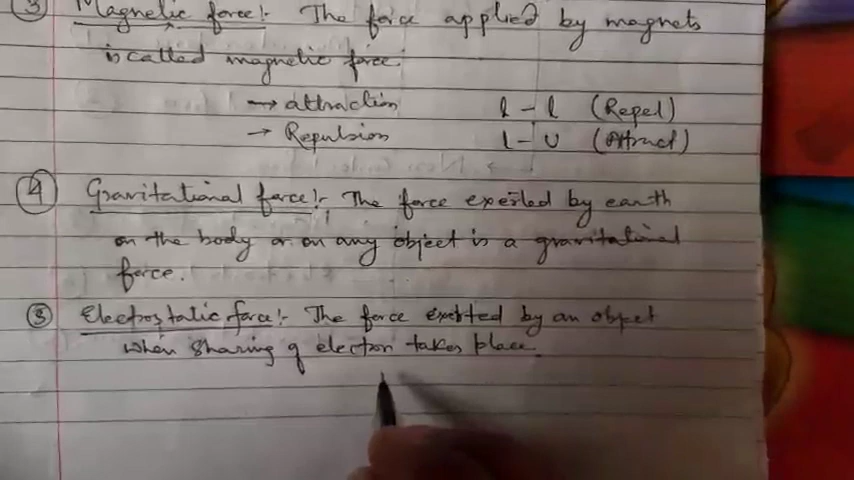 ③ Magnetic force:- The force applied by magnets
is called magnetic force.
→ attraction l - l (Repel)
→ Repulsion l - U (Attract)
④ Gravitational force:- The force exerted by earth
on the body or on any object is a gravitational
force.
⑤ Electrostatic force:- The force exerted by an object
when sharing of electron takes place.